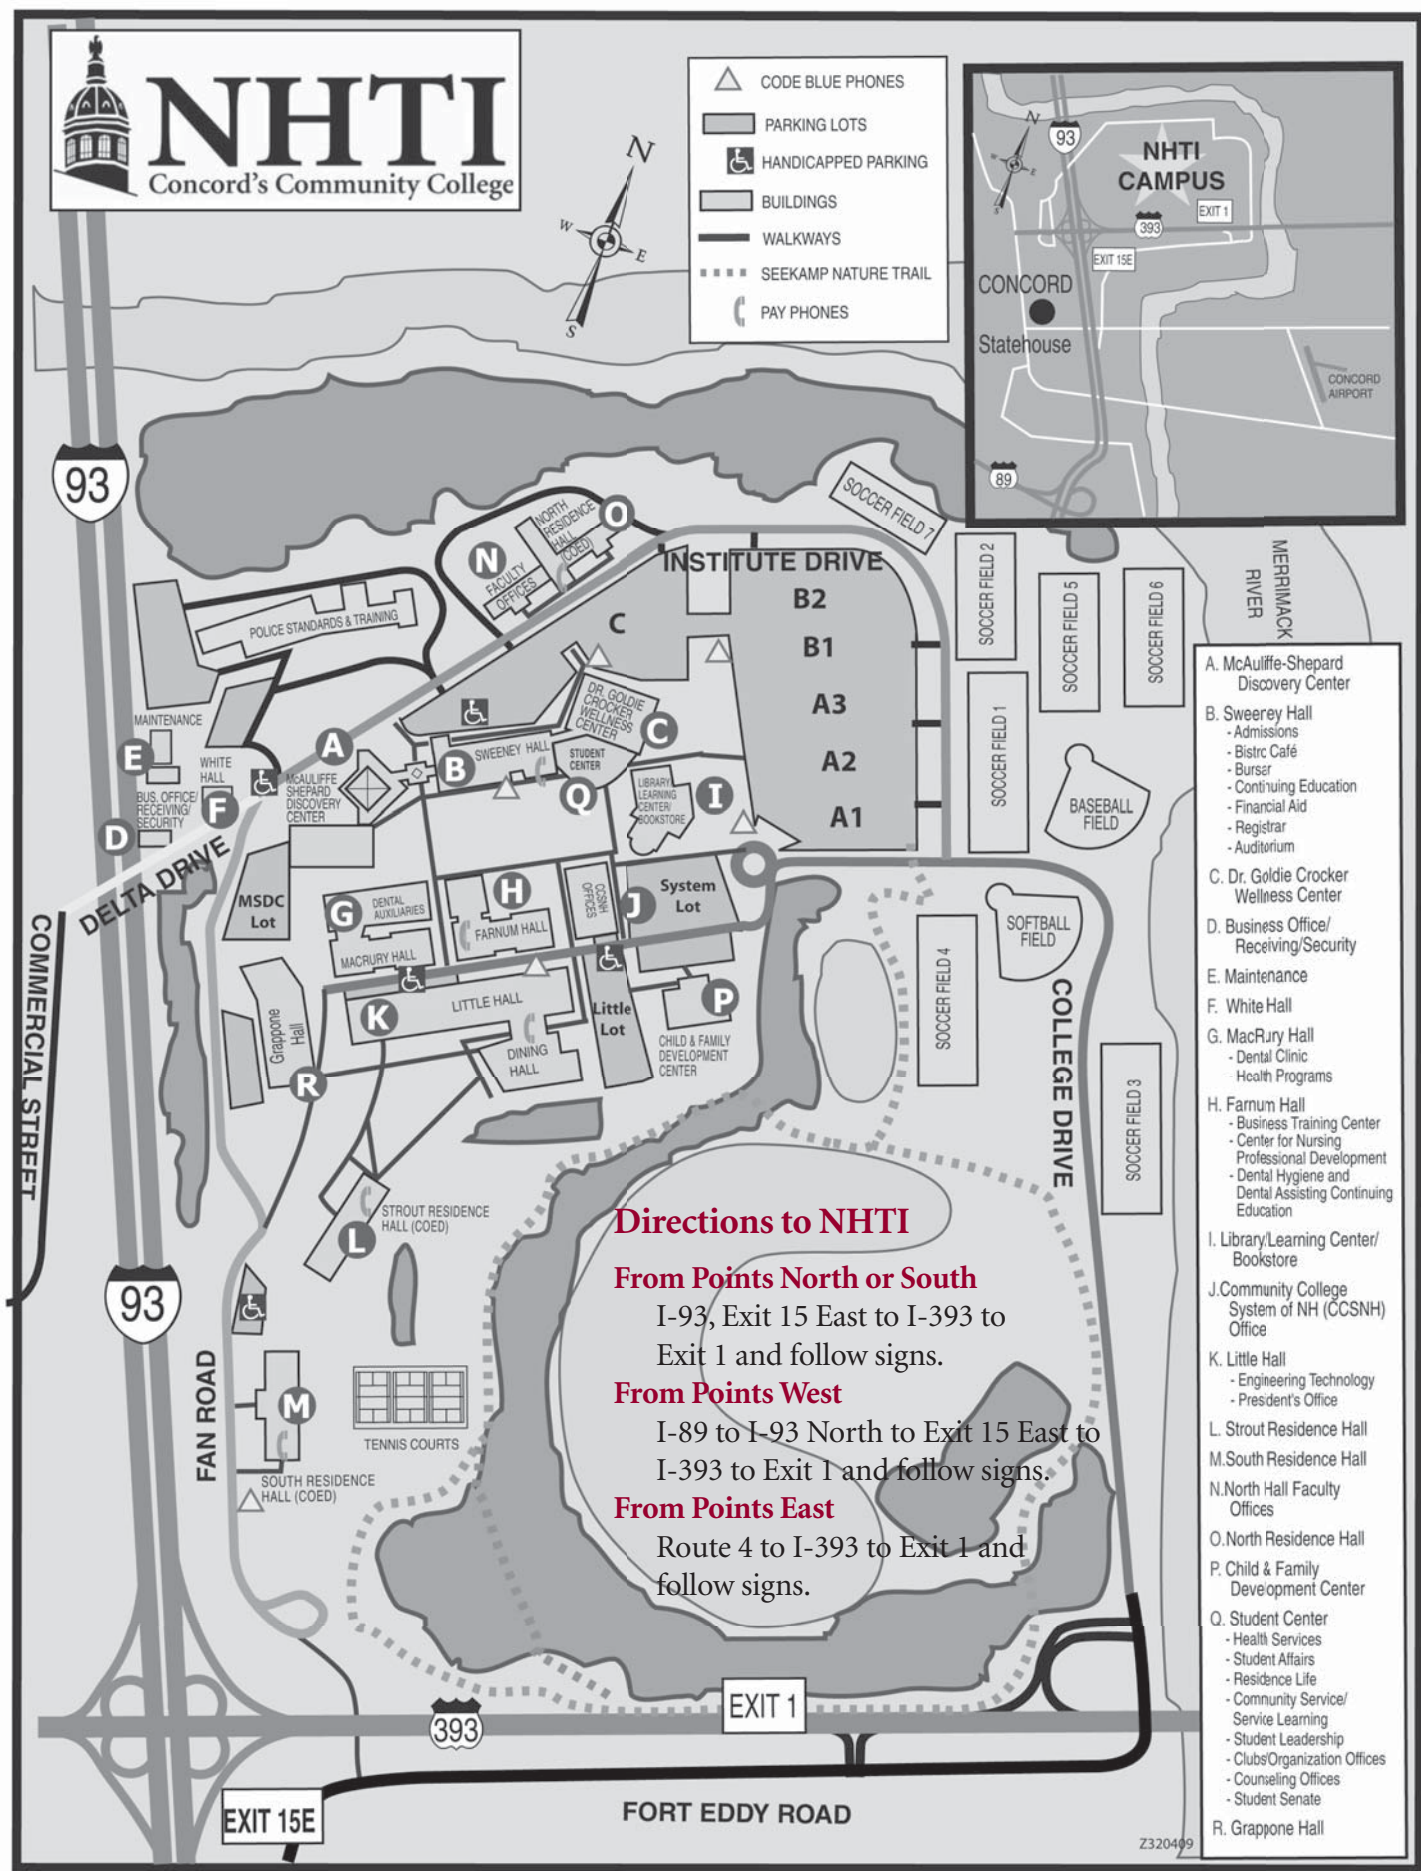 NHTI
Concord's Community College
N
W
E
S
CODE BLUE PHONES
PARKING LOTS
HANDICAPPED PARKING
BUILDINGS
WALKWAYS
SEEKAMP NATURE TRAIL
PAY PHONES
N
E
S
93
NHTI
CAMPUS
EXIT 1
393
EXIT 15E
CONCORD
Statehouse
CONCORD
AIRPORT
89
93
SOCCER FIELD 7
O
NORTH
RESIDENCE
HALL
(COED)
N
FACULTY
OFFICES
INSTITUTE DRIVE
B2
C
B1
A3
A2
A1
SOCCER FIELD 2
SOCCER FIELD 5
SOCCER FIELD 6
MERRIMACK
RIVER
SOCCER FIELD 1
POLICE STANDARDS & TRAINING
MAINTENANCE
E
WHITE
HALL
F
BUS. OFFICE/
RECEIVING/
SECURITY
D
A
McAULIFFE
SHEPARD
DISCOVERY
CENTER
B
SWEENEY HALL
DR. GOLDIE
CROCKER
WELLNESS
CENTER
C
STUDENT
CENTER
Q
LIBRARY/
LEARNING
CENTER/
BOOKSTORE
I
BASEBALL
FIELD
DELTA DRIVE
MSDC
Lot
G
DENTAL
AUXILIARIES
MACRURY HALL
H
FARNUM HALL
CCSNH
OFFICES
J
System
Lot
SOCCER FIELD 4
SOFTBALL
FIELD
COMMERCIAL STREET
Grappone
Hall
K
LITTLE HALL
DINING
HALL
Little
Lot
P
CHILD & FAMILY
DEVELOPMENT
CENTER
R
COLLEGE DRIVE
SOCCER FIELD 3
STROUT RESIDENCE
HALL (COED)
L
93
FAN ROAD
M
TENNIS COURTS
SOUTH RESIDENCE
HALL (COED)
Directions to NHTI
From Points North or South
I-93, Exit 15 East to I-393 to
Exit 1 and follow signs.
From Points West
I-89 to I-93 North to Exit 15 East to
I-393 to Exit 1 and follow signs.
From Points East
Route 4 to I-393 to Exit 1 and
follow signs.
EXIT 1
393
EXIT 15E
FORT EDDY ROAD
Z320409
A. McAuliffe-Shepard
Discovery Center
B. Sweeney Hall
- Admissions
- Bistro Café
- Bursar
- Continuing Education
- Financial Aid
- Registrar
- Auditorium
C. Dr. Goldie Crocker
Wellness Center
D. Business Office/
Receiving/Security
E. Maintenance
F. White Hall
G. MacRury Hall
- Dental Clinic
- Health Programs
H. Farnum Hall
- Business Training Center
- Center for Nursing
Professional Development
- Dental Hygiene and
Dental Assisting Continuing
Education
I. Library/Learning Center/
Bookstore
J.Community College
System of NH (CCSNH)
Office
K. Little Hall
- Engineering Technology
- President's Office
L. Strout Residence Hall
M.South Residence Hall
N.North Hall Faculty
Offices
O.North Residence Hall
P. Child & Family
Development Center
Q. Student Center
- Health Services
- Student Affairs
- Residence Life
- Community Service/
Service Learning
- Student Leadership
- Clubs/Organization Offices
- Counseling Offices
- Student Senate
R. Grappone Hall